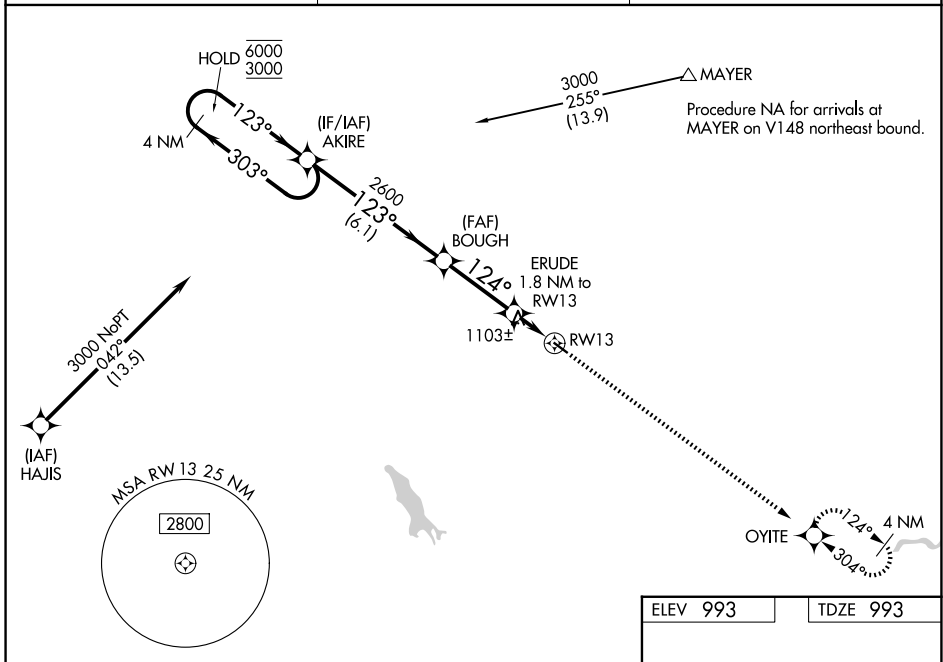 HOLD 6000
3000
123°
4 NM
303°
(IF/IAF)
AKIRE
3000
255°
(13.9)
MAYER
Procedure NA for arrivals at
MAYER on V148 northeast bound.
2600
123°
(6.1)
(FAF)
BOUGH
124°
ERUDE
1.8 NM to
RW13
1103±
RW13
3000 NoPT
042°
(13.5)
(IAF)
HAJIS
MSA RW 13 25 NM
2800
OYITE
124°
4 NM
304°
ELEV 993
TDZE 993